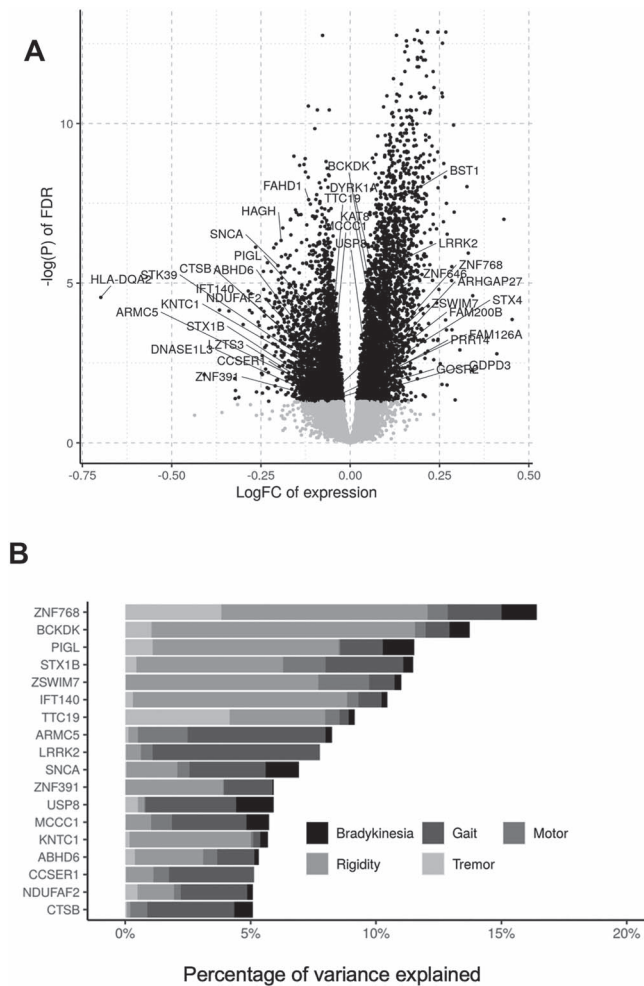 A
-log(P) of FDR
10
5
0
BCKDK
BST1
FAHD1
DYRK1A
TTC19
HAGH
KAT8
MCCC1
SNCA
USP8
LRRK2
PIGL
ZNF768
CTSB
ABHD6
ZNF646
HLA-DQA2
STK39
ARHGAP27
IFT140
NDUFAF2
ZSWIM7
STX4
KNTC1
FAM200B
ARMC5
STX1B
FAM126A
PRR14
LZTS3
DNASE1L3
CCSER1
GDPD3
ZNF391
GOSR2
-0.75
-0.50
-0.25
0.00
0.25
0.50
LogFC of expression
B
ZNF768
BCKDK
PIGL
STX1B
ZSWIM7
IFT140
TTC19
ARMC5
LRRK2
SNCA
ZNF391
USP8
MCCC1
KNTC1
ABHD6
CCSER1
NDUFAF2
CTSB
Bradykinesia
Gait
Motor
Rigidity
Tremor
0%
5%
10%
15%
20%
Percentage of variance explained